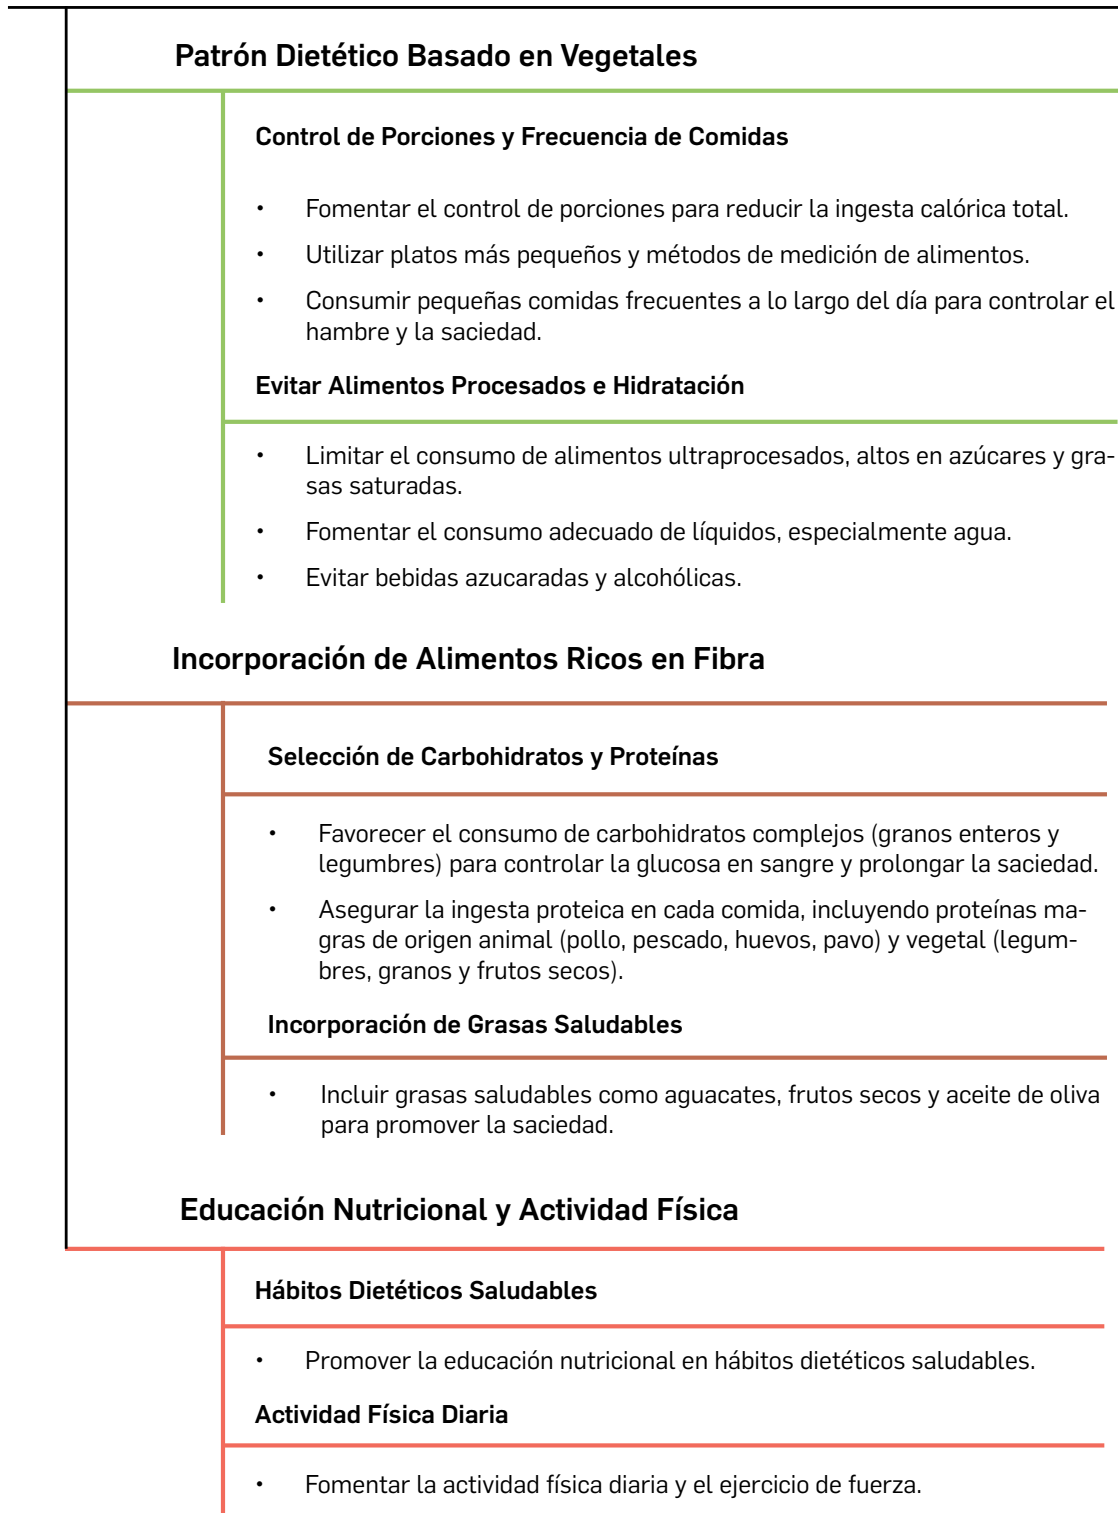 Patrón Dietético Basado en Vegetales
Control de Porciones y Frecuencia de Comidas
• Fomentar el control de porciones para reducir la ingesta calórica total.
• Utilizar platos más pequeños y métodos de medición de alimentos.
• Consumir pequeñas comidas frecuentes a lo largo del día para controlar el
hambre y la saciedad.
Evitar Alimentos Procesados e Hidratación
• Limitar el consumo de alimentos ultraprocesados, altos en azúcares y gra-
sas saturadas.
• Fomentar el consumo adecuado de líquidos, especialmente agua.
• Evitar bebidas azucaradas y alcohólicas.
Incorporación de Alimentos Ricos en Fibra
Selección de Carbohidratos y Proteínas
• Favorecer el consumo de carbohidratos complejos (granos enteros y
legumbres) para controlar la glucosa en sangre y prolongar la saciedad.
• Asegurar la ingesta proteica en cada comida, incluyendo proteínas ma-
gras de origen animal (pollo, pescado, huevos, pavo) y vegetal (legum-
bres, granos y frutos secos).
Incorporación de Grasas Saludables
• Incluir grasas saludables como aguacates, frutos secos y aceite de oliva
para promover la saciedad.
Educación Nutricional y Actividad Física
Hábitos Dietéticos Saludables
• Promover la educación nutricional en hábitos dietéticos saludables.
Actividad Física Diaria
• Fomentar la actividad física diaria y el ejercicio de fuerza.